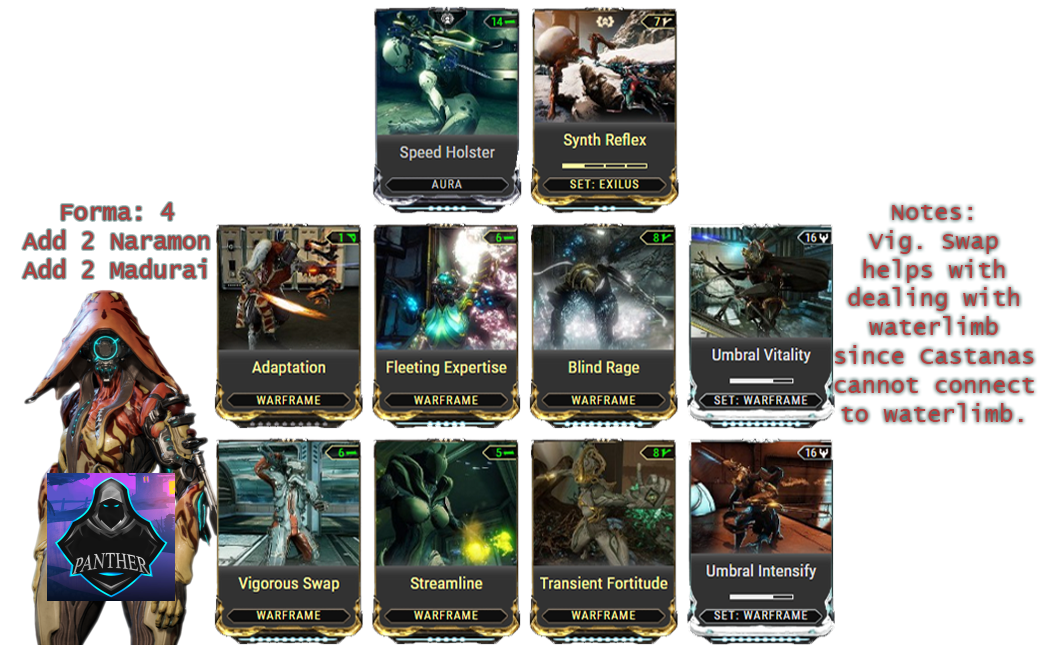 14
7
Speed Holster
Synth Reflex
AURA
SET: EXILUS
Forma: 4
Add 2 Naramon
Add 2 Madurai
1
6
8
16
Adaptation
Fleeting Expertise
Blind Rage
Umbral Vitality
WARFRAME
WARFRAME
WARFRAME
SET: WARFRAME
Notes:
Vig. Swap
helps with
dealing with
waterlimb
since Castanas
cannot connect
to waterlimb.
6
5
8
16
Vigorous Swap
Streamline
Transient Fortitude
Umbral Intensify
WARFRAME
WARFRAME
WARFRAME
SET: WARFRAME
PANTHER